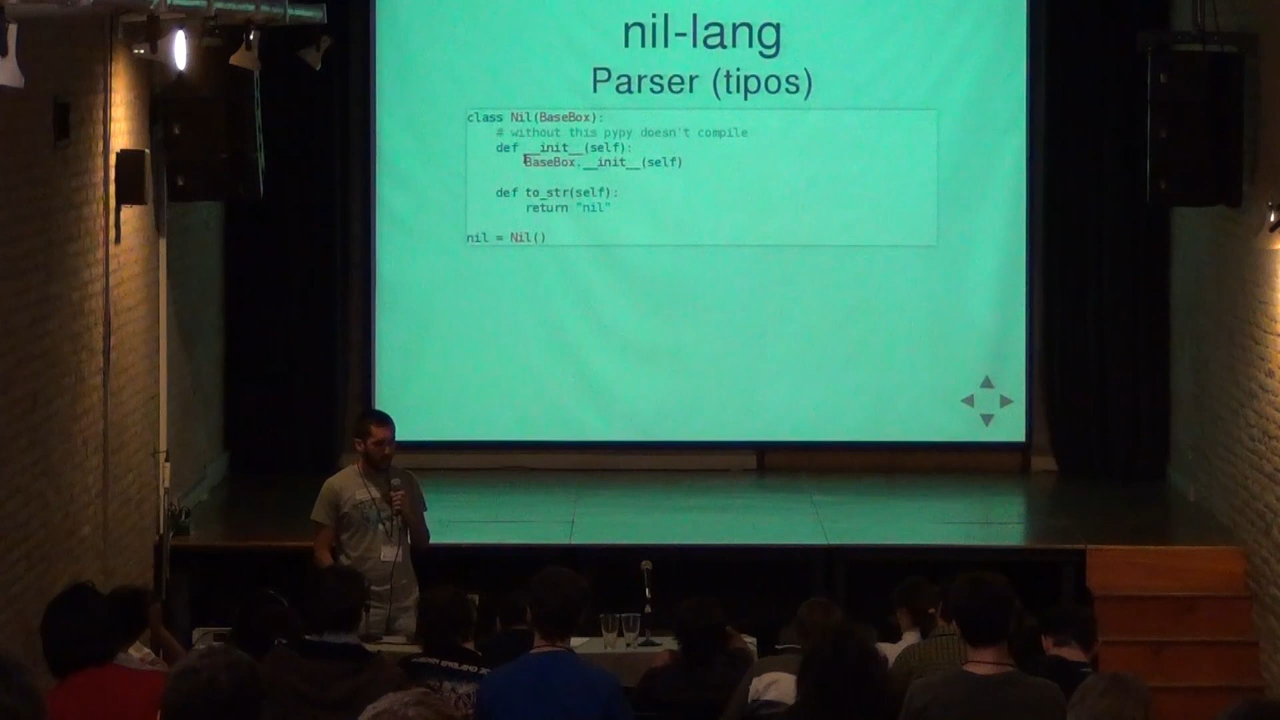 nil-lang
Parser (tipos)
class Nil(BaseBox):
# without this pypy doesn't compile
def __init__(self):
BaseBox.__init__(self)
def to_str(self):
return "nil"
nil = Nil()